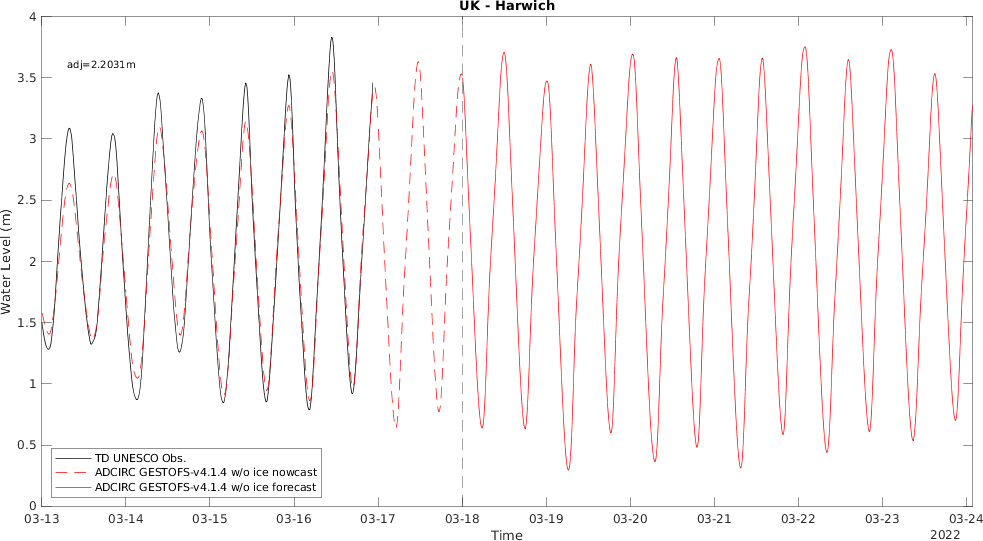 UK - Harwich
adj=2.2031m
4
3.5
3
2.5
2
1.5
1
0.5
0
Water Level (m)
TD UNESCO Obs.
ADCIRC GESTOFS-v4.1.4 w/o ice nowcast
ADCIRC GESTOFS-v4.1.4 w/o ice forecast
03-13 03-14 03-15 03-16 03-17 03-18 03-19 03-20 03-21 03-22 03-23 03-24
Time
2022